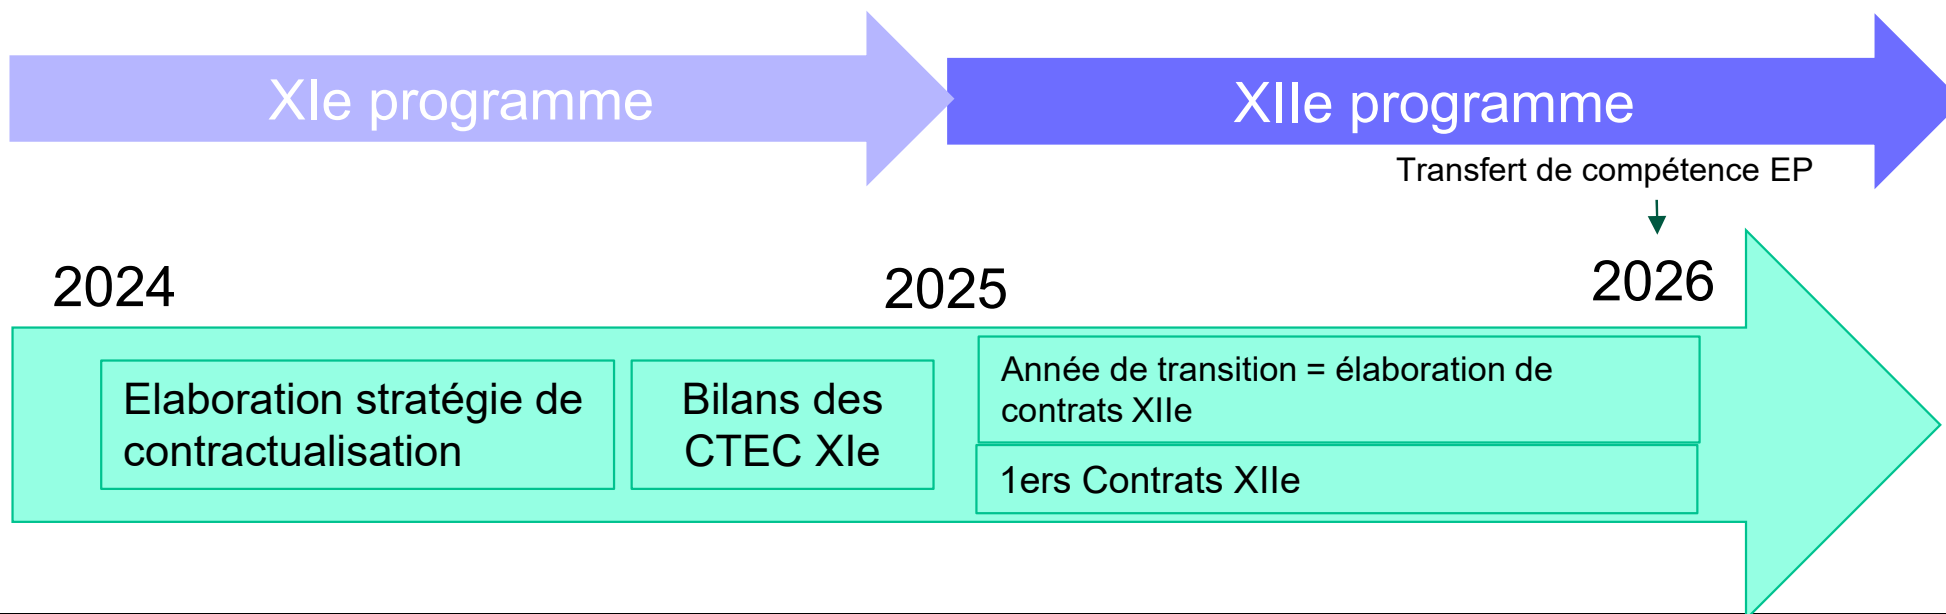 XIe programme
XIIe programme
Transfert de compétence EP
2024
2025
2026
Elaboration stratégie de
contractualisation
Bilans des
CTEC XIe
Année de transition = élaboration de
contrats XIIe
1ers Contrats XIIe